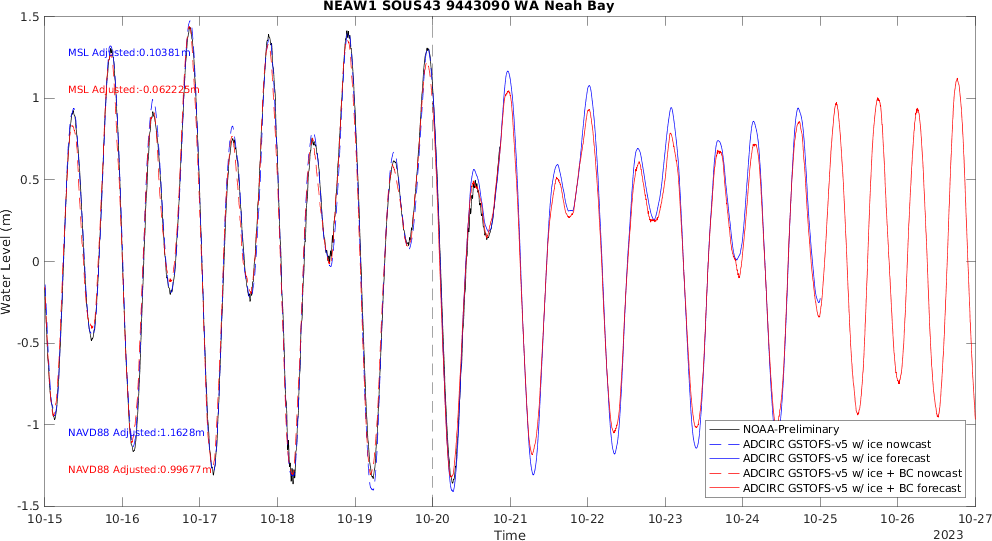 NEAW1 SOUS43 9443090 WA Neah Bay
MSL Adjusted:0.10381m
MSL Adjusted:-0.062225m
NAVD88 Adjusted:1.1628m
NAVD88 Adjusted:0.99677m
Water Level (m)
1.5
1
0.5
0
-0.5
-1
-1.5
NOAA-Preliminary
ADCIRC GSTOFS-v5 w/ ice nowcast
ADCIRC GSTOFS-v5 w/ ice forecast
ADCIRC GSTOFS-v5 w/ ice + BC nowcast
ADCIRC GSTOFS-v5 w/ ice + BC forecast
10-15 10-16 10-17 10-18 10-19 10-20 10-21 10-22 10-23 10-24 10-25 10-26 10-27
Time
2023